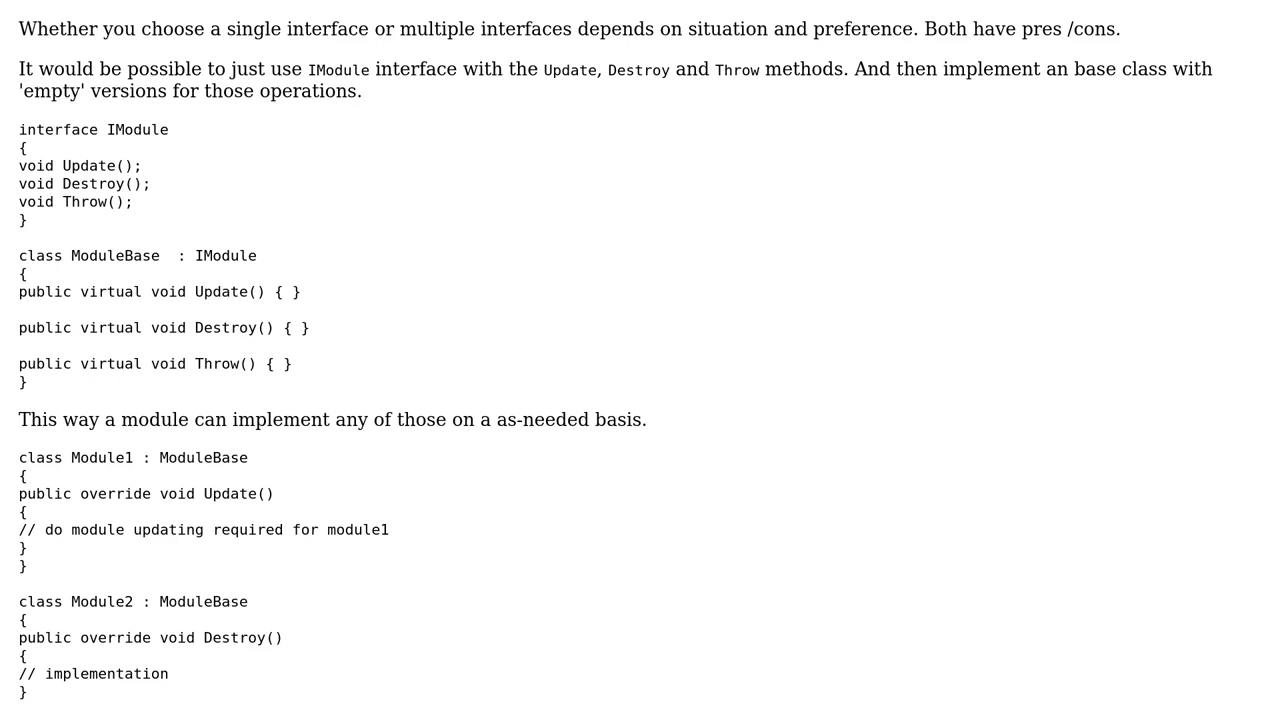 Whether you choose a single interface or multiple interfaces depends on situation and preference. Both have pres /cons.
It would be possible to just use IModule interface with the Update, Destroy and Throw methods. And then implement an base class with
'empty' versions for those operations.
interface IModule
{
void Update();
void Destroy();
void Throw();
}
class ModuleBase  : IModule
{
public virtual void Update() { }
public virtual void Destroy() { }
public virtual void Throw() { }
}
This way a module can implement any of those on a as-needed basis.
class Module1 : ModuleBase
{
public override void Update()
{
// do module updating required for module1
}
}
class Module2 : ModuleBase
{
public override void Destroy()
{
// implementation
}